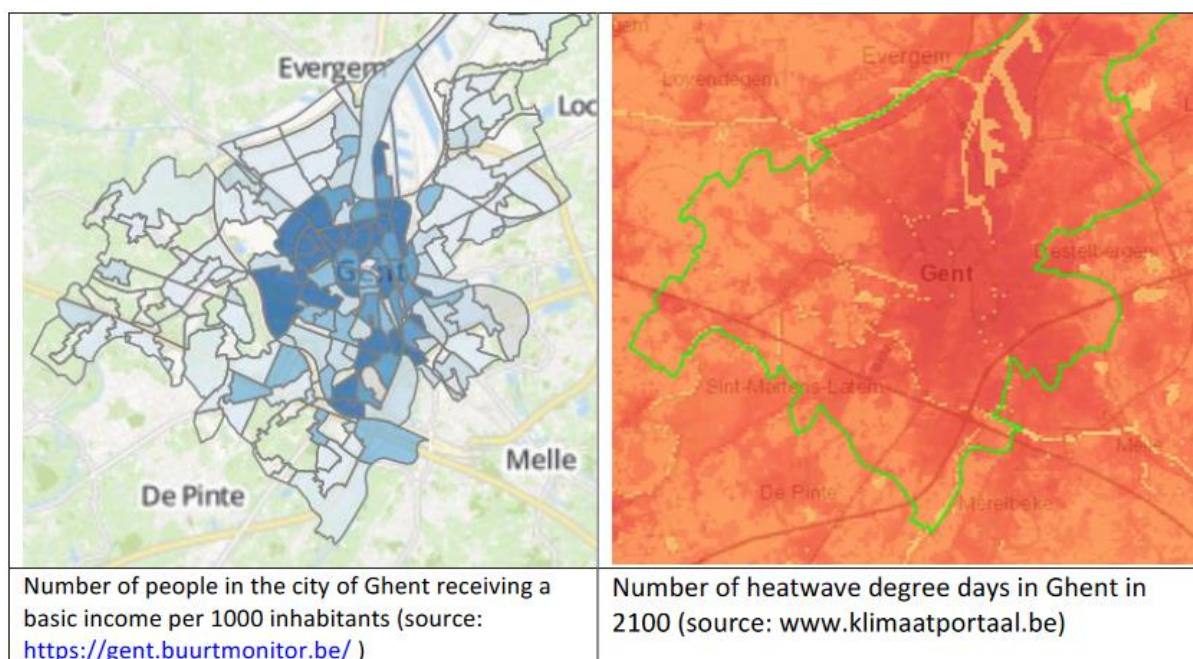 Evergem
Loc
Gent
Melle
De Pinte
Evergem
Lovendegem
Gent
Destelbergen
Sint-Martens-Latem
Melle
De Pinte
Merelbeke
Number of people in the city of Ghent receiving a
basic income per 1000 inhabitants (source:
https://gent.buurtmonitor.be/ )
Number of heatwave degree days in Ghent in
2100 (source: www.klimaatportaal.be)